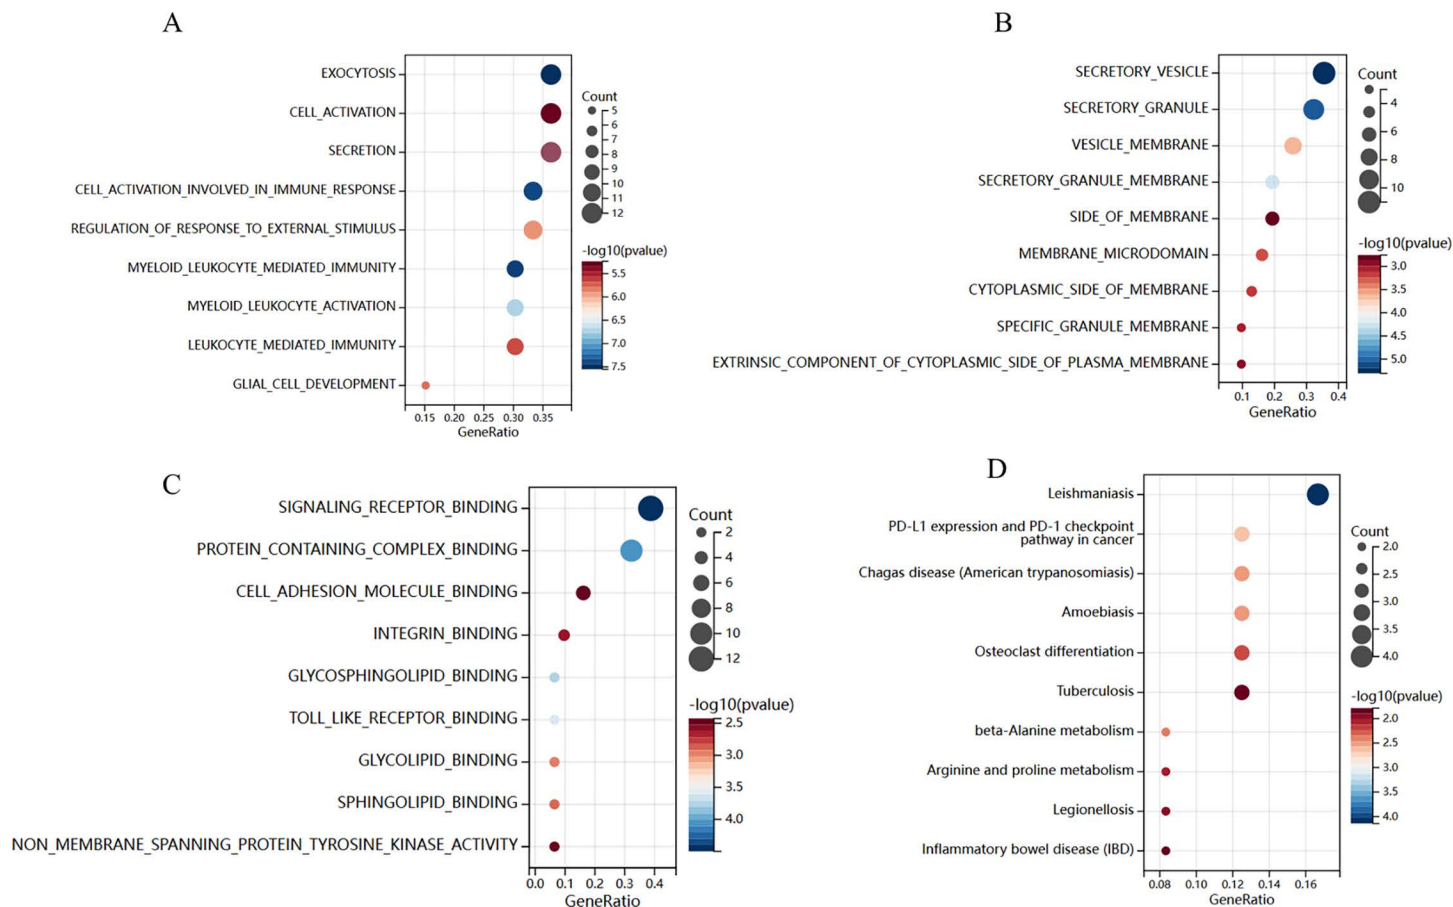 A
EXOCYTOSIS
CELL_ACTIVATION
SECRETION
CELL_ACTIVATION_INVOLVED_IN_IMMUNE_RESPONSE
REGULATION_OF_RESPONSE_TO_EXTERNAL_STIMULUS
MYELOID_LEUKOCYTE_MEDIATED_IMMUNITY
MYELOID_LEUKOCYTE_ACTIVATION
LEUKOCYTE_MEDIATED_IMMUNITY
GLIAL_CELL_DEVELOPMENT
0.15 0.20 0.25 0.30 0.35
GeneRatio
Count
5
6
7
8
9
10
11
12
-log10(pvalue)
5.5
6.0
6.5
7.0
7.5
B
SECRETORY_VESICLE
SECRETORY_GRANULE
VESICLE_MEMBRANE
SECRETORY_GRANULE_MEMBRANE
SIDE_OF_MEMBRANE
MEMBRANE_MICRODOMAIN
CYTOPLASMIC_SIDE_OF_MEMBRANE
SPECIFIC_GRANULE_MEMBRANE
EXTRINSIC_COMPONENT_OF_CYTOPLASMIC_SIDE_OF_PLASMA_MEMBRANE
0.1 0.2 0.3 0.4
GeneRatio
Count
4
6
8
10
-log10(pvalue)
3.0
3.5
4.0
4.5
5.0
C
SIGNALING_RECEPTOR_BINDING
PROTEIN_CONTAINING_COMPLEX_BINDING
CELL_ADHESION_MOLECULE_BINDING
INTEGRIN_BINDING
GLYCOSPHINGOLIPID_BINDING
TOLL_LIKE_RECEPTOR_BINDING
GLYCOLIPID_BINDING
SPHINGOLIPID_BINDING
NON_MEMBRANE_SPANNING_PROTEIN_TYROSINE_KINASE_ACTIVITY
0.0 0.1 0.2 0.3 0.4
GeneRatio
Count
2
4
6
8
10
12
-log10(pvalue)
2.5
3.0
3.5
4.0
D
Leishmaniasis
PD-L1 expression and PD-1 checkpoint
pathway in cancer
Chagas disease (American trypanosomiasis)
Amoebiasis
Osteoclast differentiation
Tuberculosis
beta-Alanine metabolism
Arginine and proline metabolism
Legionellosis
Inflammatory bowel disease (IBD)
0.08 0.10 0.12 0.14 0.16
GeneRatio
Count
2.0
2.5
3.0
3.5
4.0
-log10(pvalue)
2.0
2.5
3.0
3.5
4.0